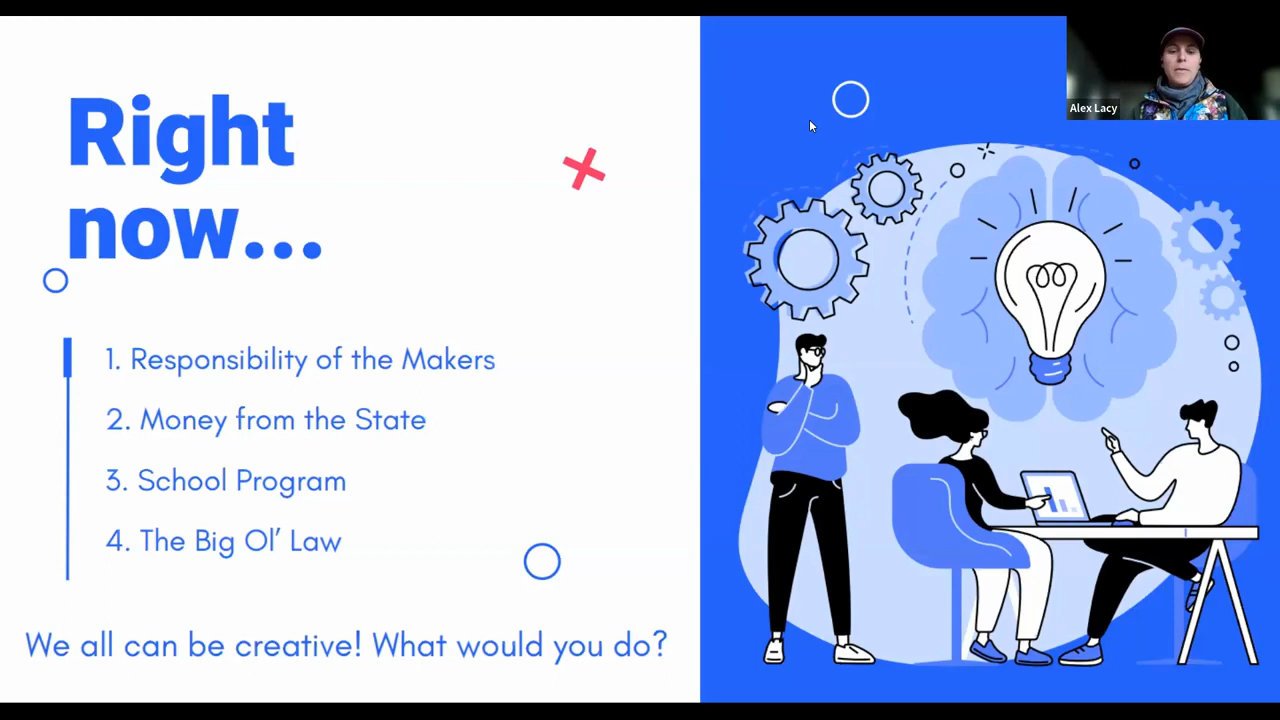 Right
now...
1. Responsibility of the Makers
2. Money from the State
3. School Program
4. The Big Ol' Law
We all can be creative! What would you do?
Alex Lacy